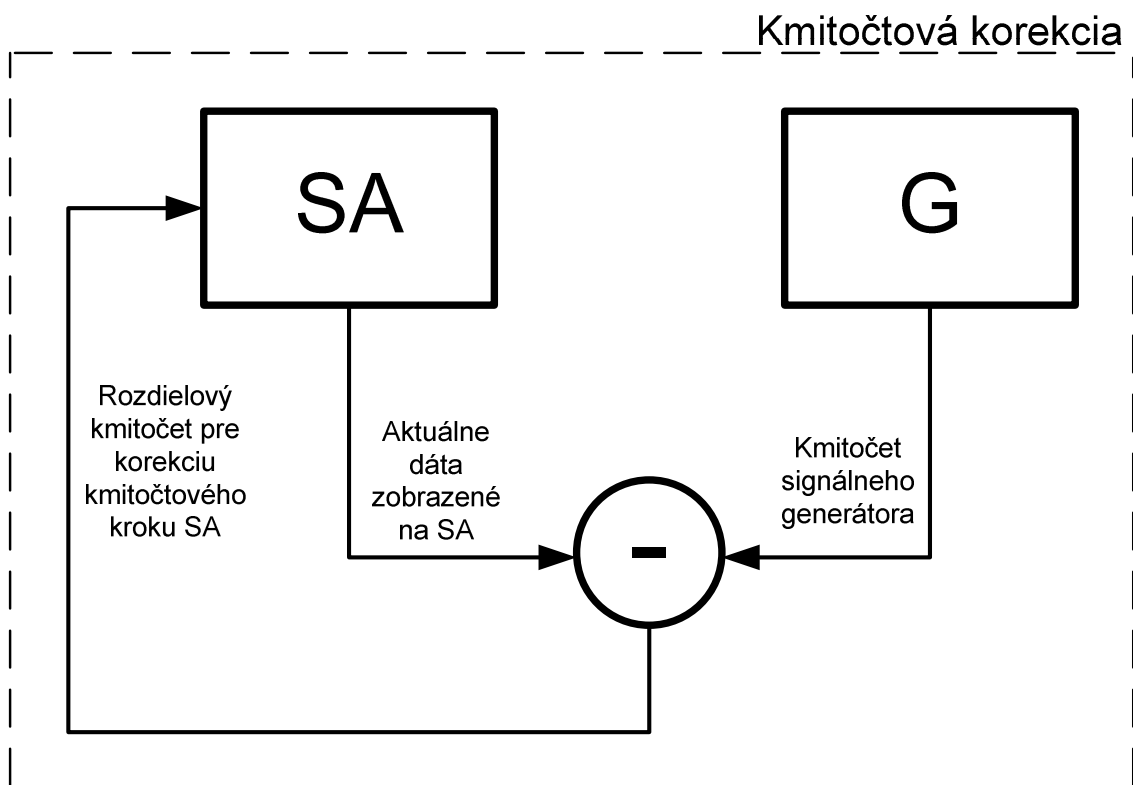 Kmitočtová korekcia
SA
G
Rozdielový
kmitočet pre
korekciu
kmitočtového
kroku SA
Aktuálne
dáta
zobrazené
na SA
Kmitočet
signálneho
generátora
-